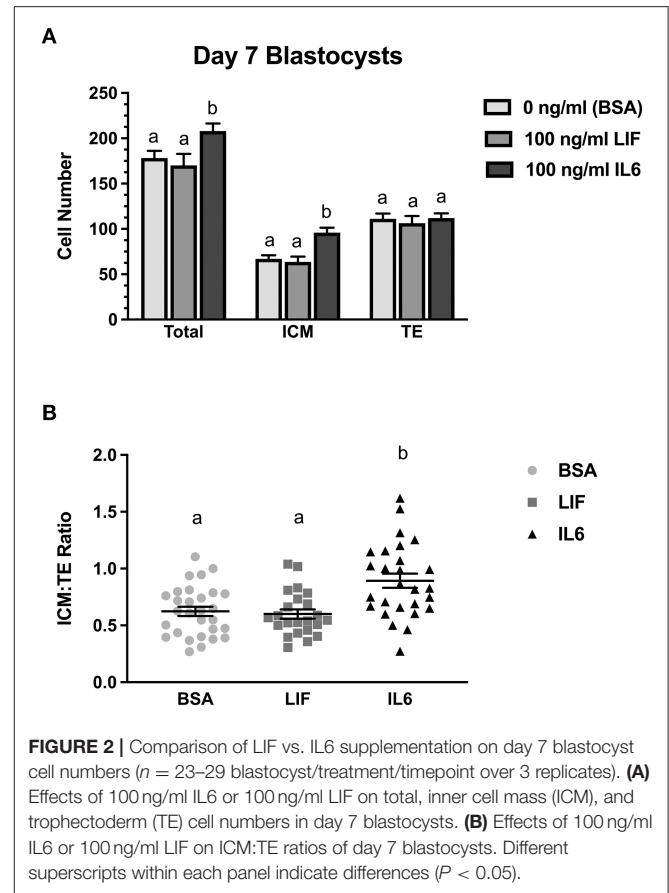 A
Day 7 Blastocysts
Cell Number
250
200
150
100
50
0
a
a
b
a
a
b
a
a
a
Total
ICM
TE
0 ng/ml (BSA)
100 ng/ml LIF
100 ng/ml IL6
B
ICM:TE Ratio
2.0
1.5
1.0
0.5
0.0
a
a
b
BSA
LIF
IL6
BSA
LIF
IL6
FIGURE 2 | Comparison of LIF vs. IL6 supplementation on day 7 blastocyst
cell numbers (n = 23–29 blastocyst/treatment/timepoint over 3 replicates). (A)
Effects of 100 ng/ml IL6 or 100 ng/ml LIF on total, inner cell mass (ICM), and
trophectoderm (TE) cell numbers in day 7 blastocysts. (B) Effects of 100 ng/ml
IL6 or 100 ng/ml LIF on ICM:TE ratios of day 7 blastocysts. Different
superscripts within each panel indicate differences (P < 0.05).